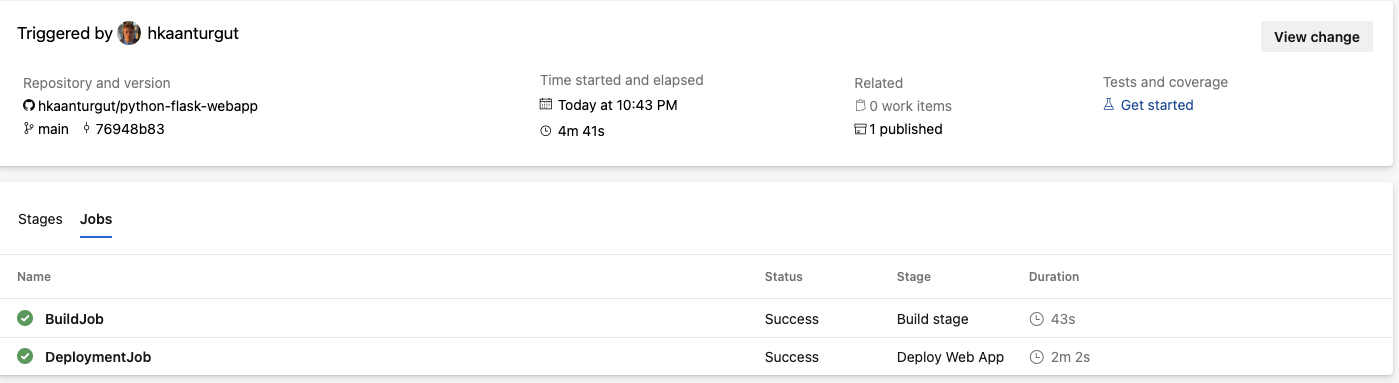 Triggered by hkaanturgut
View change
Repository and version
hkaanturgut/python-flask-webapp
main 76948b83
Time started and elapsed
Today at 10:43 PM
4m 41s
Related
0 work items
1 published
Tests and coverage
Get started
Stages Jobs
Name Status Stage Duration
BuildJob Success Build stage 43s
DeploymentJob Success Deploy Web App 2m 2s